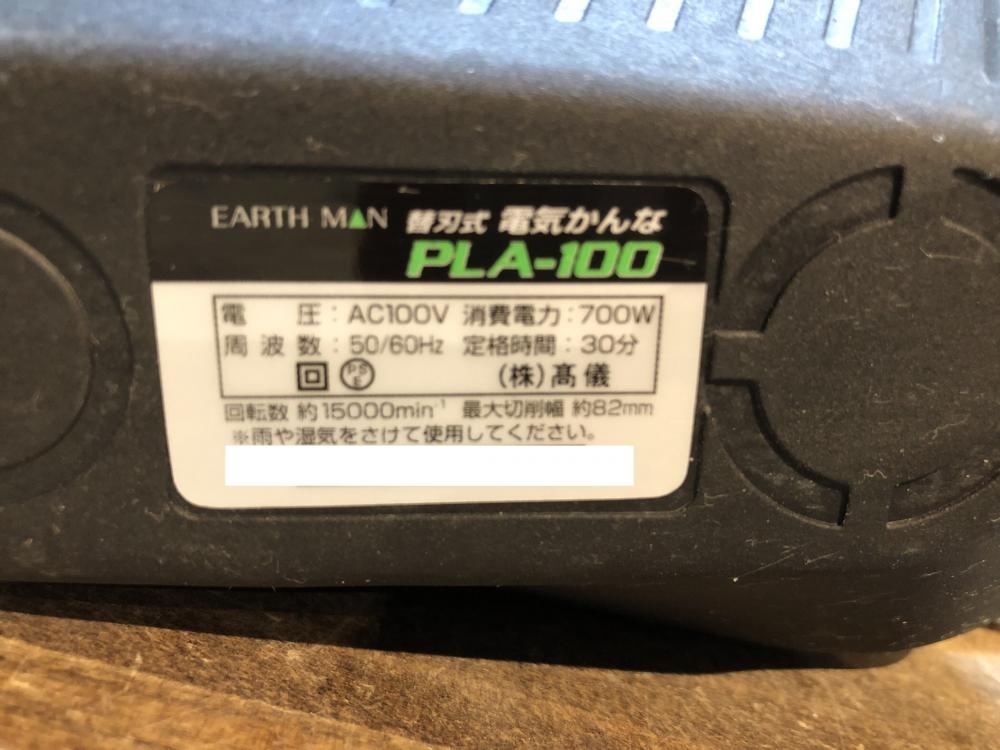 EARTH MAN 替刃式 電気かんな
PLA-100
電圧:AC100V 消費電力:700W
周波数:50/60Hz 定格時間:30分
PSE (株)髙儀
回転数 約15000min⁻¹ 最大切削幅 約82mm
※雨や湿気をさけて使用してください。